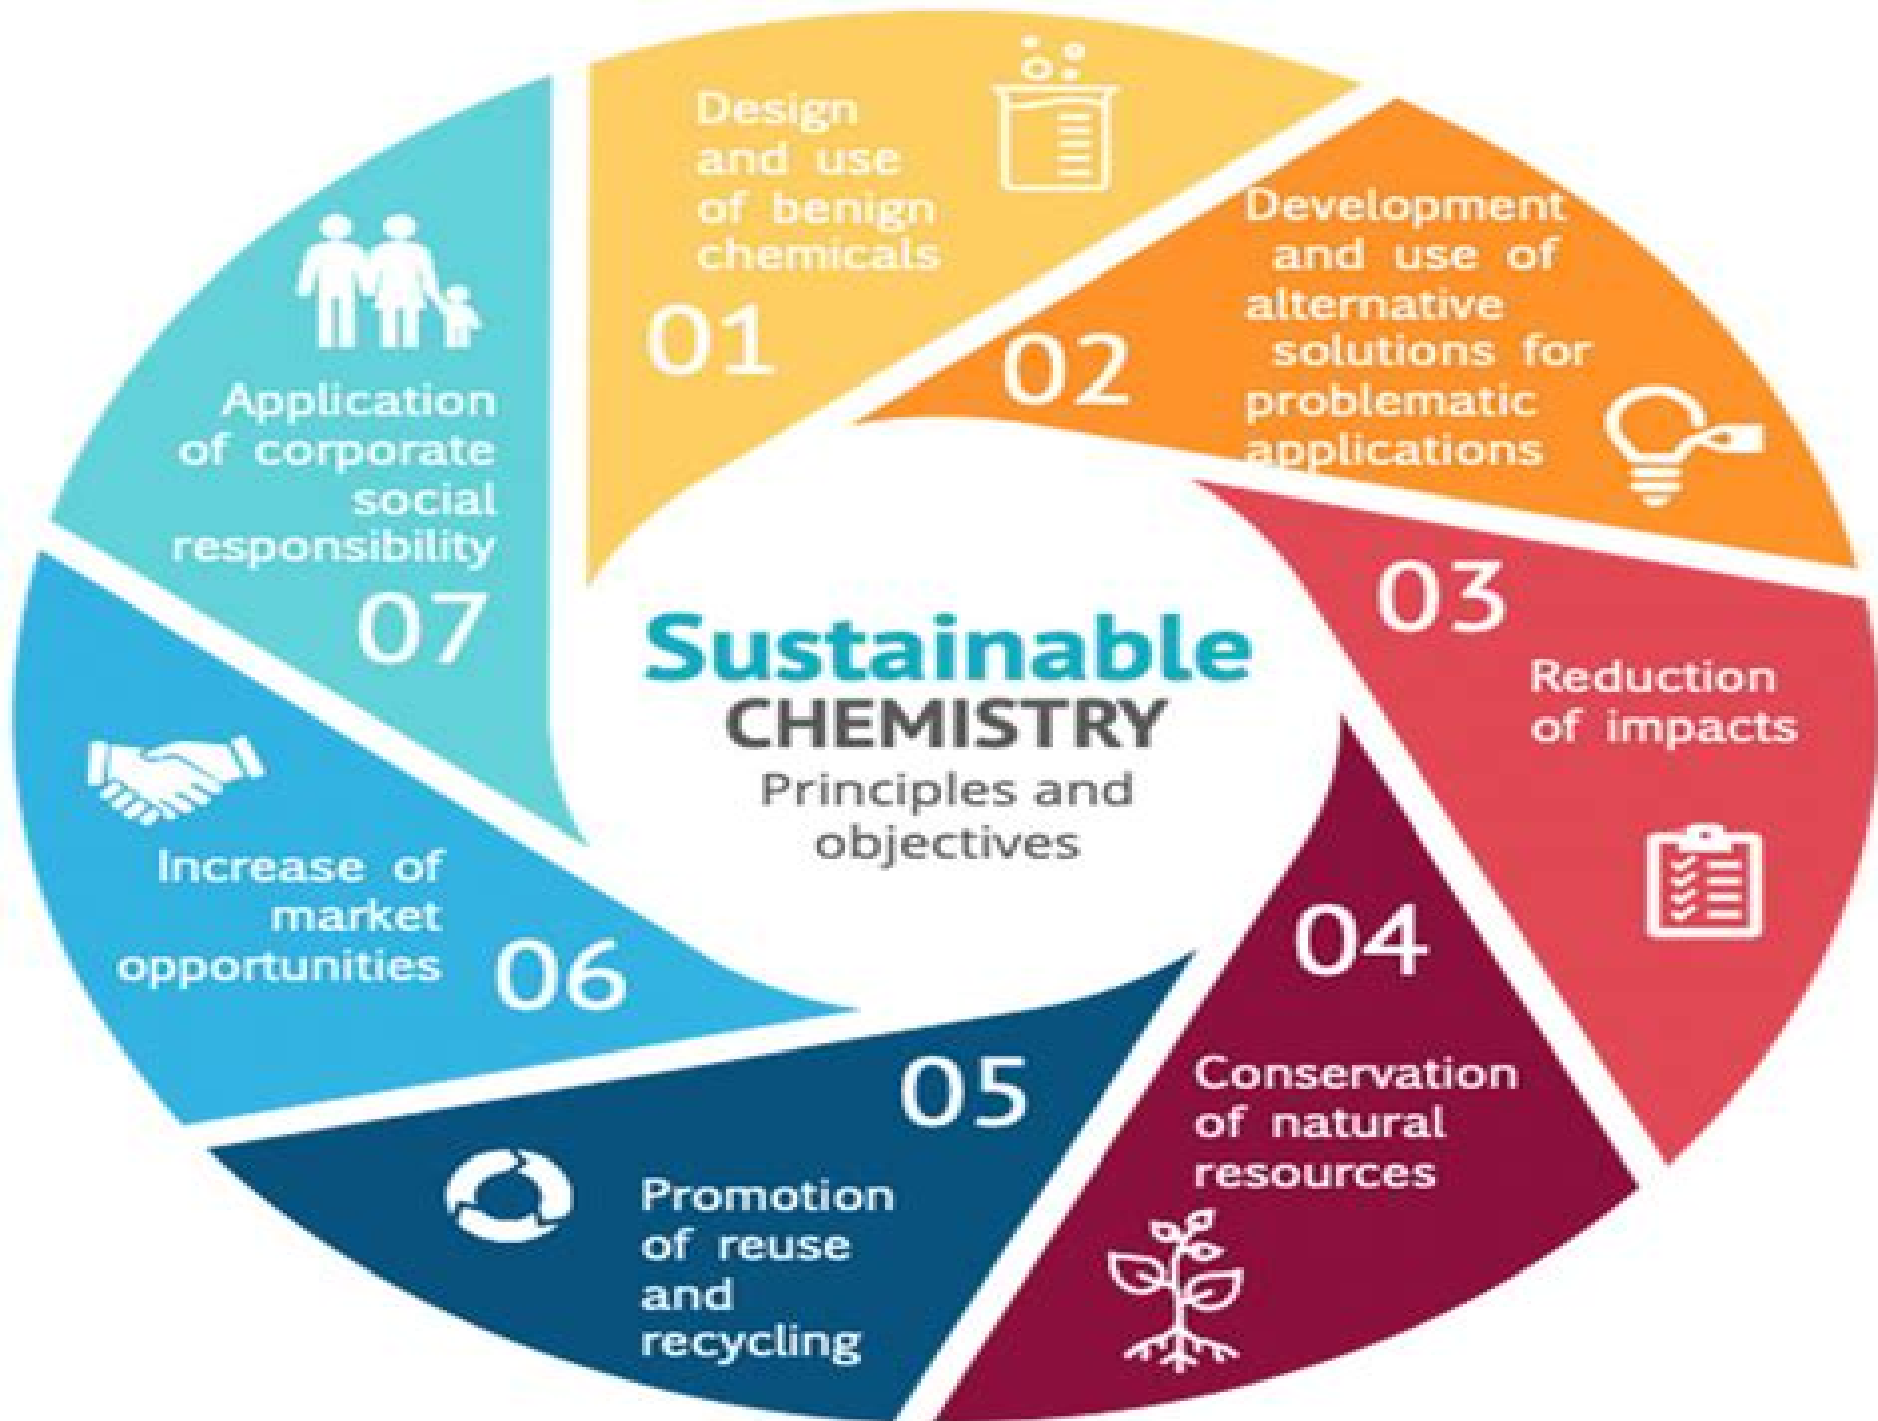 Sustainable
CHEMISTRY
Principles and
objectives
Design
and use
of benign
chemicals
01
Development
and use of
alternative
solutions for
problematic
applications
02
03
Reduction
of impacts
04
Conservation
of natural
resources
05
Promotion
of reuse
and
recycling
Increase of
market
opportunities
06
Application
of corporate
social
responsibility
07